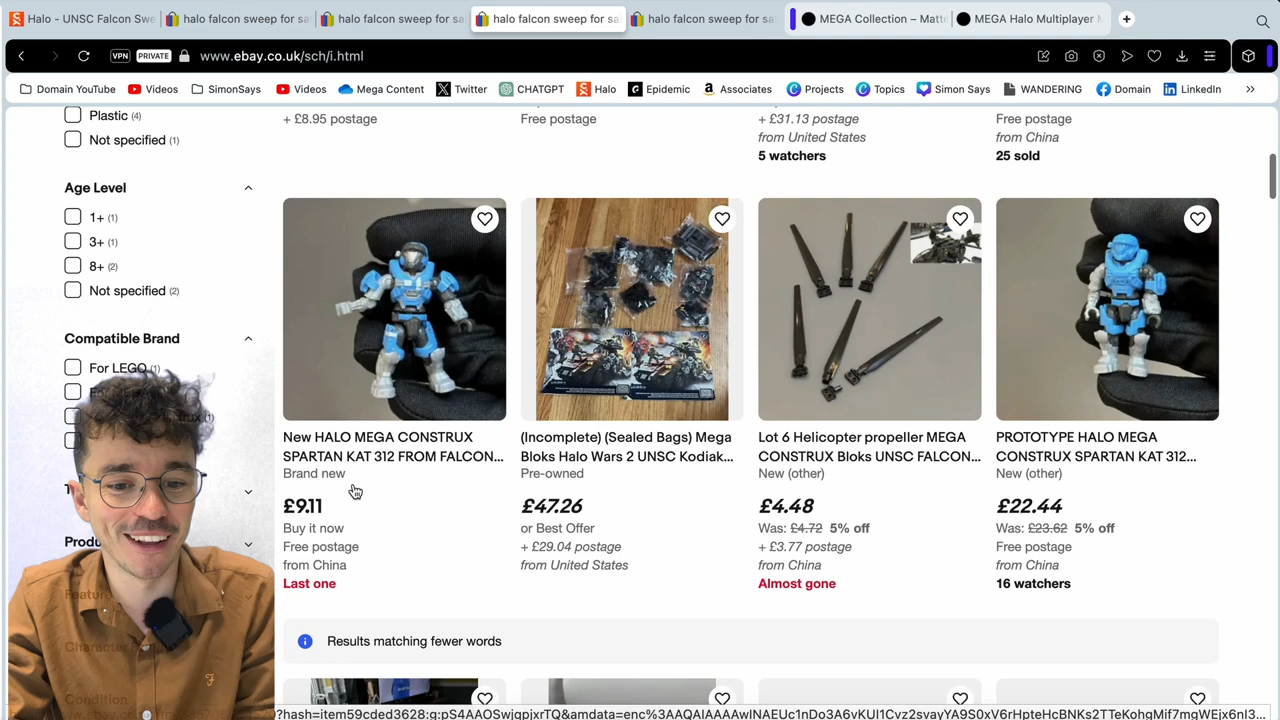 Halo - UNSC Falcon Swe
halo falcon sweep for sa
halo falcon sweep for sa
halo falcon sweep for sa
halo falcon sweep for sa
MEGA Collection – Matte
MEGA Halo Multiplayer M
VPN
PRIVATE
www.ebay.co.uk/sch/i.html
Domain YouTube
Videos
SimonSays
Videos
Mega Content
Twitter
CHATGPT
Halo
Epidemic
Associates
Projects
Topics
Simon Says
WANDERING
Domain
LinkedIn
Plastic (4)
Not specified (1)
Age Level
1+ (1)
3+ (1)
8+ (2)
Not specified (2)
Compatible Brand
For LEGO (1)
Produ
Feature
Condition
+ £8.95 postage
Free postage
+ £31.13 postage
from United States
5 watchers
Free postage
from China
25 sold
New HALO MEGA CONSTRUX
SPARTAN KAT 312 FROM FALCON...
Brand new
£9.11
Buy it now
Free postage
from China
Last one
(Incomplete) (Sealed Bags) Mega
Bloks Halo Wars 2 UNSC Kodiak...
Pre-owned
£47.26
or Best Offer
+ £29.04 postage
from United States
Lot 6 Helicopter propeller MEGA
CONSTRUX Bloks UNSC FALCON...
New (other)
£4.48
Was: £4.72 5% off
+ £3.77 postage
from China
Almost gone
PROTOTYPE HALO MEGA
CONSTRUX SPARTAN KAT 312...
New (other)
£22.44
Was: £23.62 5% off
Free postage
from China
16 watchers
Results matching fewer words